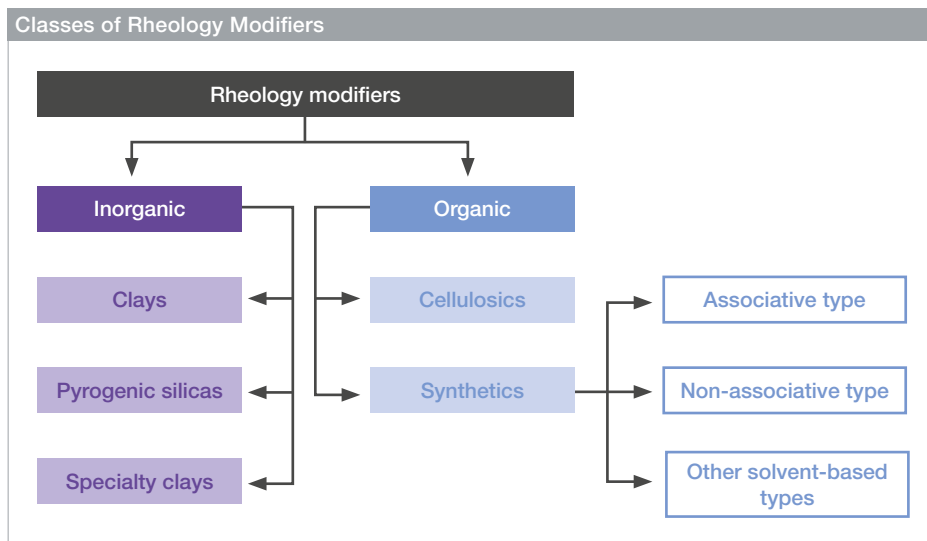 Classes of Rheology Modifiers
Rheology modifiers
Inorganic
Organic
Clays
Cellulosics
Associative type
Pyrogenic silicas
Synthetics
Non-associative type
Specialty clays
Other solvent-based
types